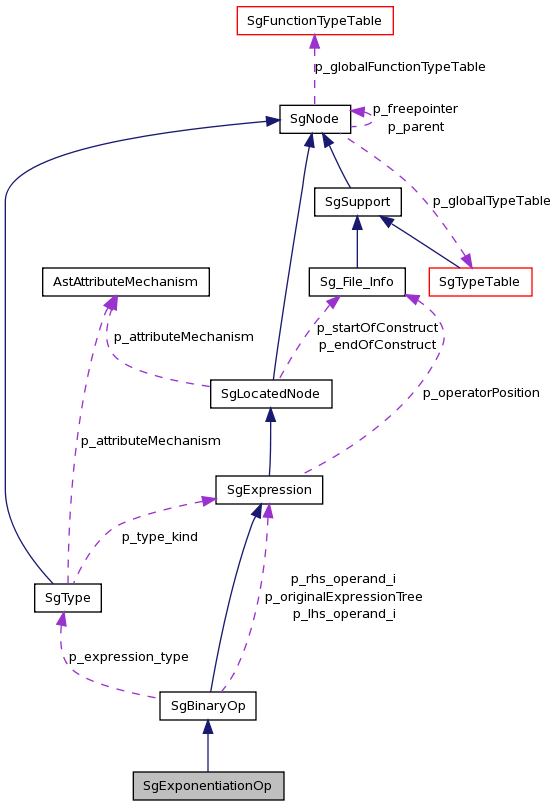 SgFunctionTypeTable
p_globalFunctionTypeTable
SgNode
p_freepointer
p_parent
SgSupport
p_globalTypeTable
AstAttributeMechanism
Sg_File_Info
SgTypeTable
p_attributeMechanism
p_startOfConstruct
p_endOfConstruct
SgLocatedNode
p_operatorPosition
p_attributeMechanism
SgExpression
p_type_kind
p_rhs_operand_i
p_originalExpressionTree
p_lhs_operand_i
SgType
p_expression_type
SgBinaryOp
SgExponentiationOp